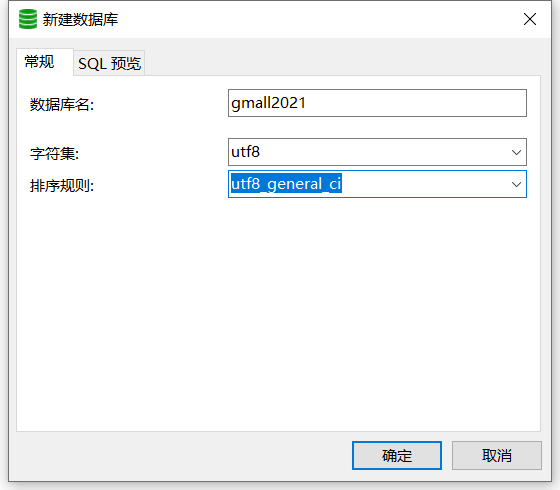 新建数据库
常规
SQL 预览
数据库名:
gmall2021
字符集:
utf8
排序规则:
utf8_general_ci
确定
取消